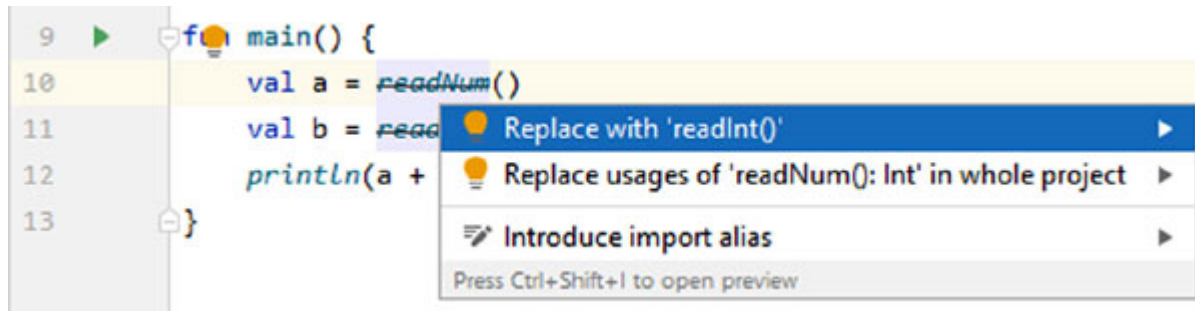 9 fun main() {
10 val a = readNum()
11 val b = read
12 println(a +
13 }
Replace with 'readInt()'
Replace usages of 'readNum(): Int' in whole project
Introduce import alias
Press Ctrl+Shift+I to open preview